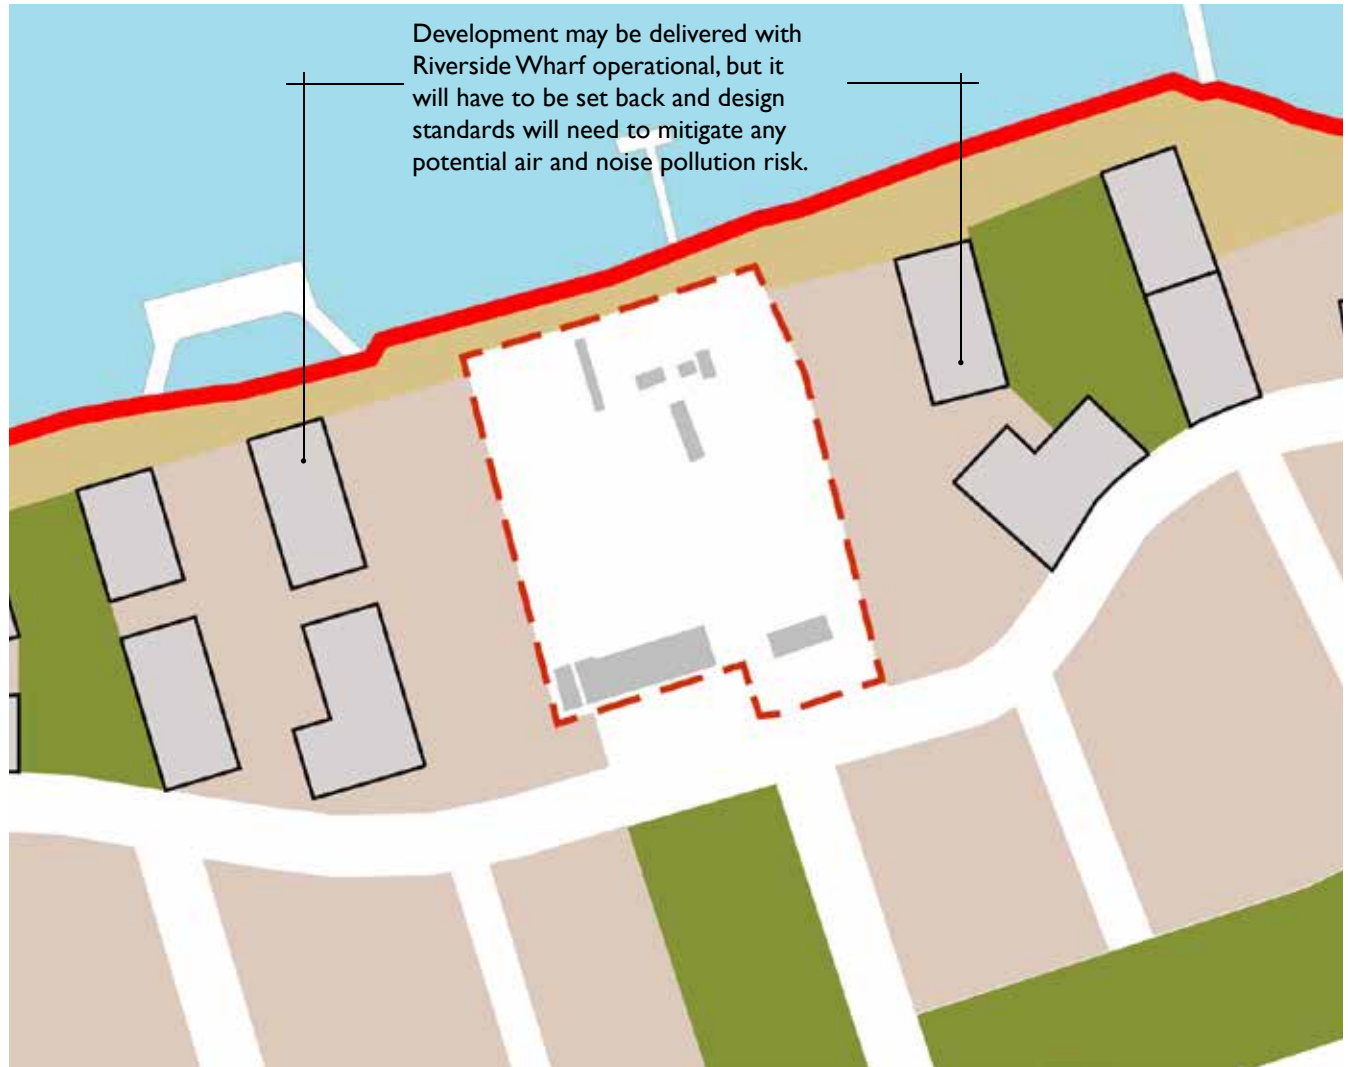 Development may be delivered with
Riverside Wharf operational, but it
will have to be set back and design
standards will need to mitigate any
potential air and noise pollution risk.